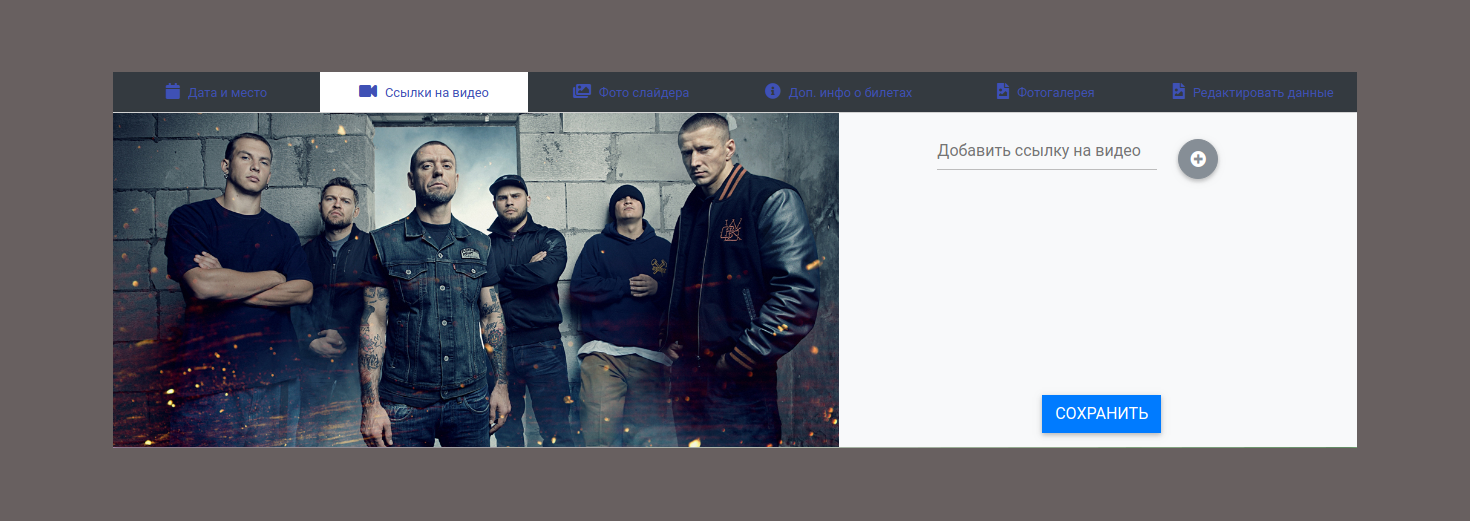 Дата и место
Ссылки на видео
Фото слайдера
Доп. инфо о билетах
Фотогалерея
Редактировать данные
Добавить ссылку на видео
СОХРАНИТЬ